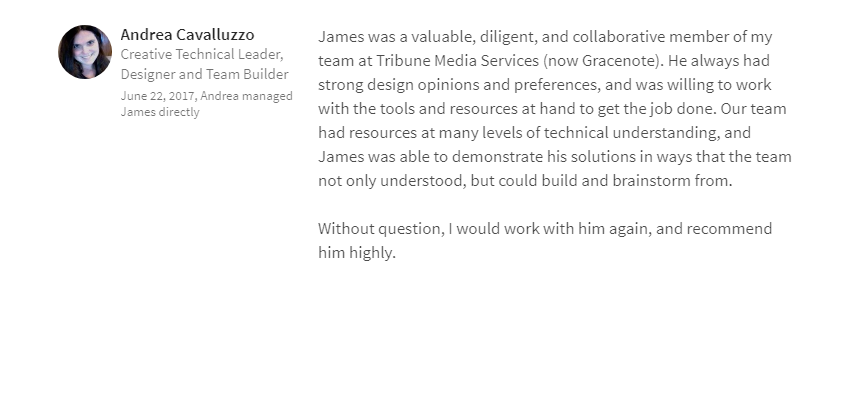 Andrea Cavalluzzo
Creative Technical Leader,
Designer and Team Builder
June 22, 2017, Andrea managed
James directly
James was a valuable, diligent, and collaborative member of my
team at Tribune Media Services (now Gracenote). He always had
strong design opinions and preferences, and was willing to work
with the tools and resources at hand to get the job done. Our team
had resources at many levels of technical understanding, and
James was able to demonstrate his solutions in ways that the team
not only understood, but could build and brainstorm from.
Without question, I would work with him again, and recommend
him highly.